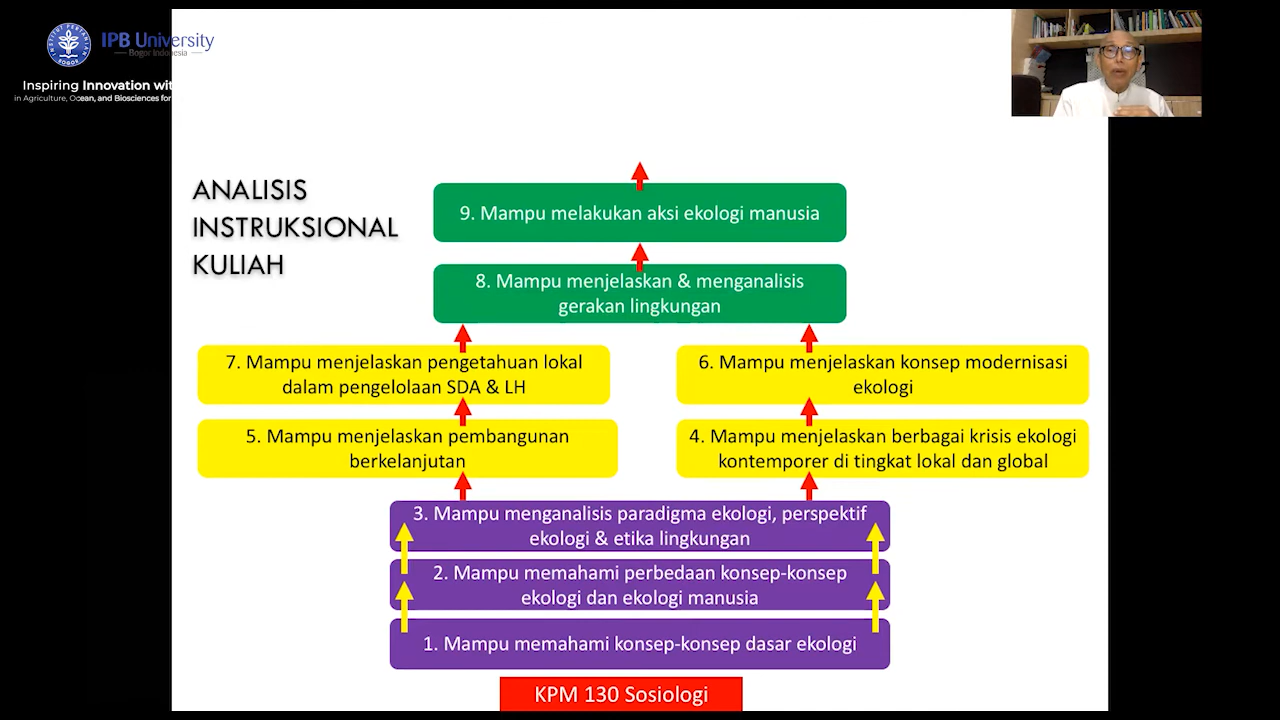 INSTITUT PERTANIAN
BOGOR
IPB University
Bogor Indonesia
Inspiring Innovation wit
in Agriculture, Ocean, and Biosciences for
ANALISIS
INSTRUKSIONAL
KULIAH
9. Mampu melakukan aksi ekologi manusia
8. Mampu menjelaskan & menganalisis
gerakan lingkungan
7. Mampu menjelaskan pengetahuan lokal
dalam pengelolaan SDA & LH
6. Mampu menjelaskan konsep modernisasi
ekologi
5. Mampu menjelaskan pembangunan
berkelanjutan
4. Mampu menjelaskan berbagai krisis ekologi
kontemporer di tingkat lokal dan global
3. Mampu menganalisis paradigma ekologi, perspektif
ekologi & etika lingkungan
2. Mampu memahami perbedaan konsep-konsep
ekologi dan ekologi manusia
1. Mampu memahami konsep-konsep dasar ekologi
KPM 130 Sosiologi